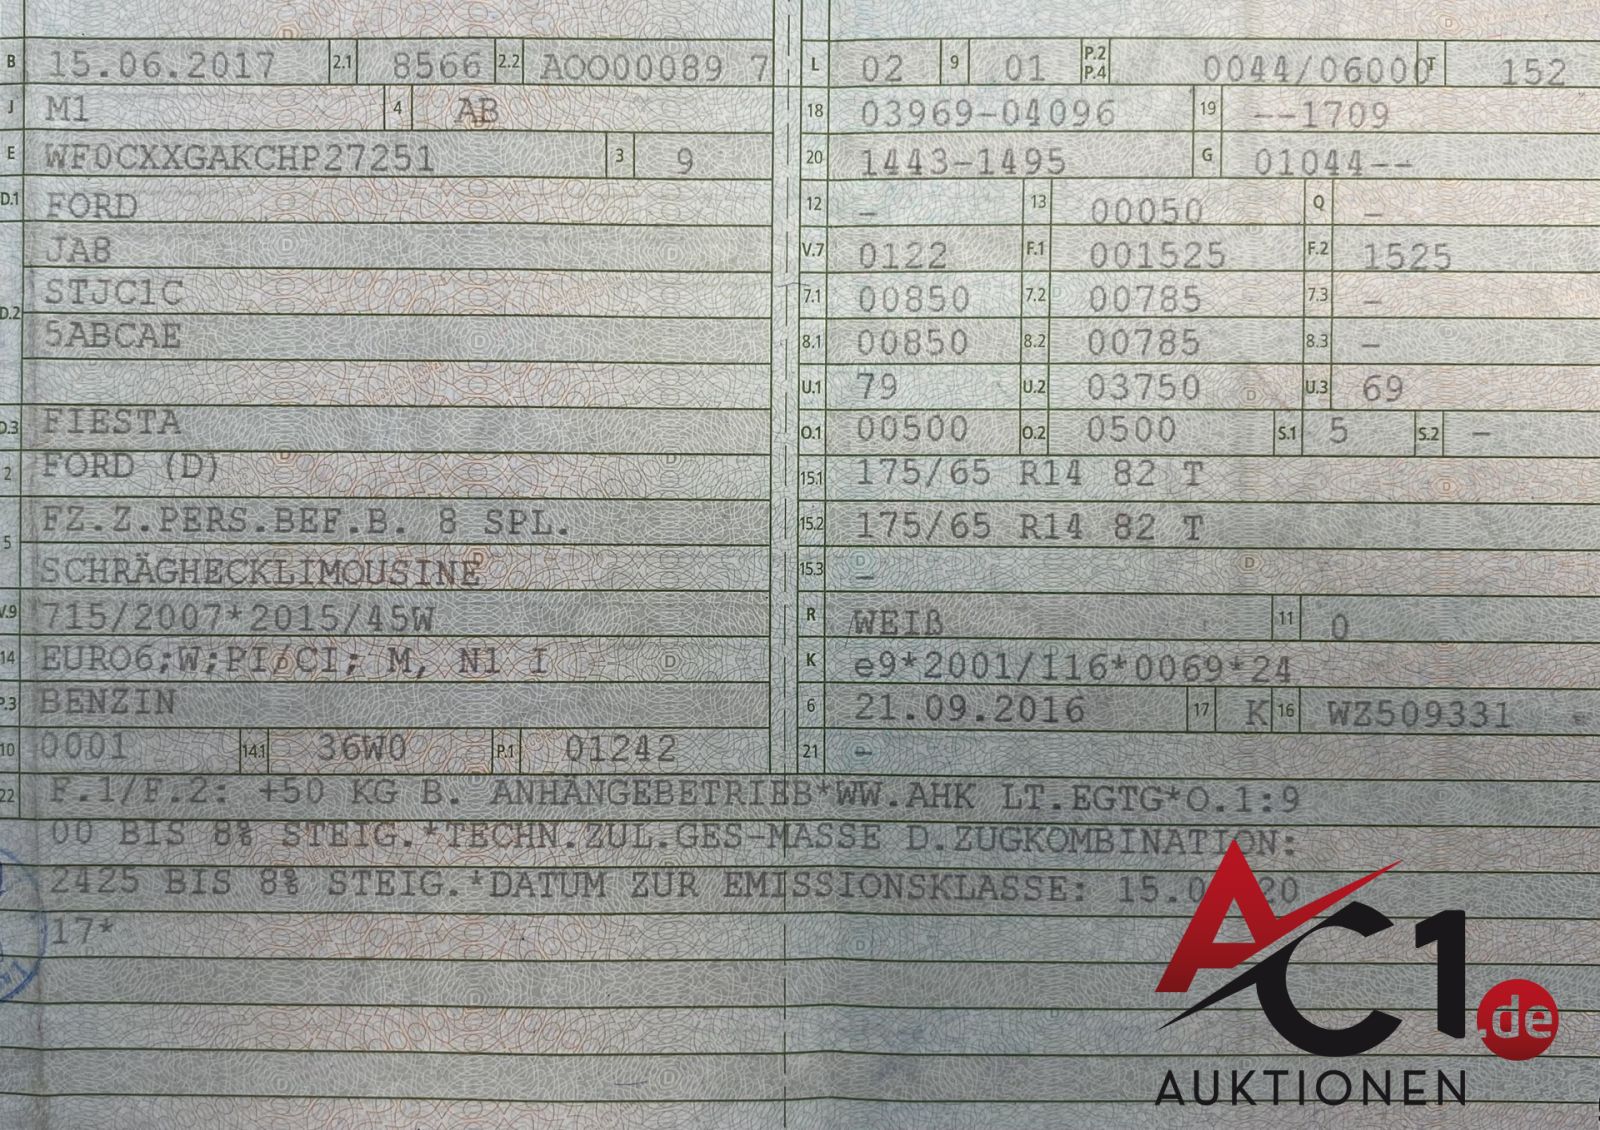 B 15.06.2017 2.1 8566 2.2 AOO00089 7
J M1 4 AB
E WF0CXXGAKCHP27251 3 9
D.1 FORD
JA8
D.2 STJC1C
5ABCAE
D.3 FIESTA
2 FORD (D)
5 FZ.Z.PERS.BEF.B. 8 SPL.
SCHRÄGHECKLIMOUSINE
V.9 715/2007*2015/45W
14 EURO6;W;PI/CI; M, N1 I
P.3 BENZIN
10 0001 14.1 36W0 P.1 01242
L 02 9 01 P.2 P.4 0044/06000 T 152
18 03969-04096 19 --1709
20 1443-1495 G 01044--
12 - 13 00050 Q -
V.7 0122 F.1 001525 F.2 1525
7.1 00850 7.2 00785 7.3 -
8.1 00850 8.2 00785 8.3 -
U.1 79 U.2 03750 U.3 69
O.1 00500 O.2 0500 S.1 5 S.2 -
15.1 175/65 R14 82 T
15.2 175/65 R14 82 T
15.3 -
R WEIß 11 0
K e9*2001/116*0069*24
6 21.09.2016 17 K 16 WZ509331
21 -
22 F.1/F.2: +50 KG B. ANHÄNGEBETRIEB*WW.AHK LT.EGTG*O.1:9
00 BIS 8% STEIG.*TECHN.ZUL.GES-MASSE D.ZUGKOMBINATION:
2425 BIS 8% STEIG.*DATUM ZUR EMISSIONSKLASSE: 15.0 20
17*
AC1.de
AUKTIONEN